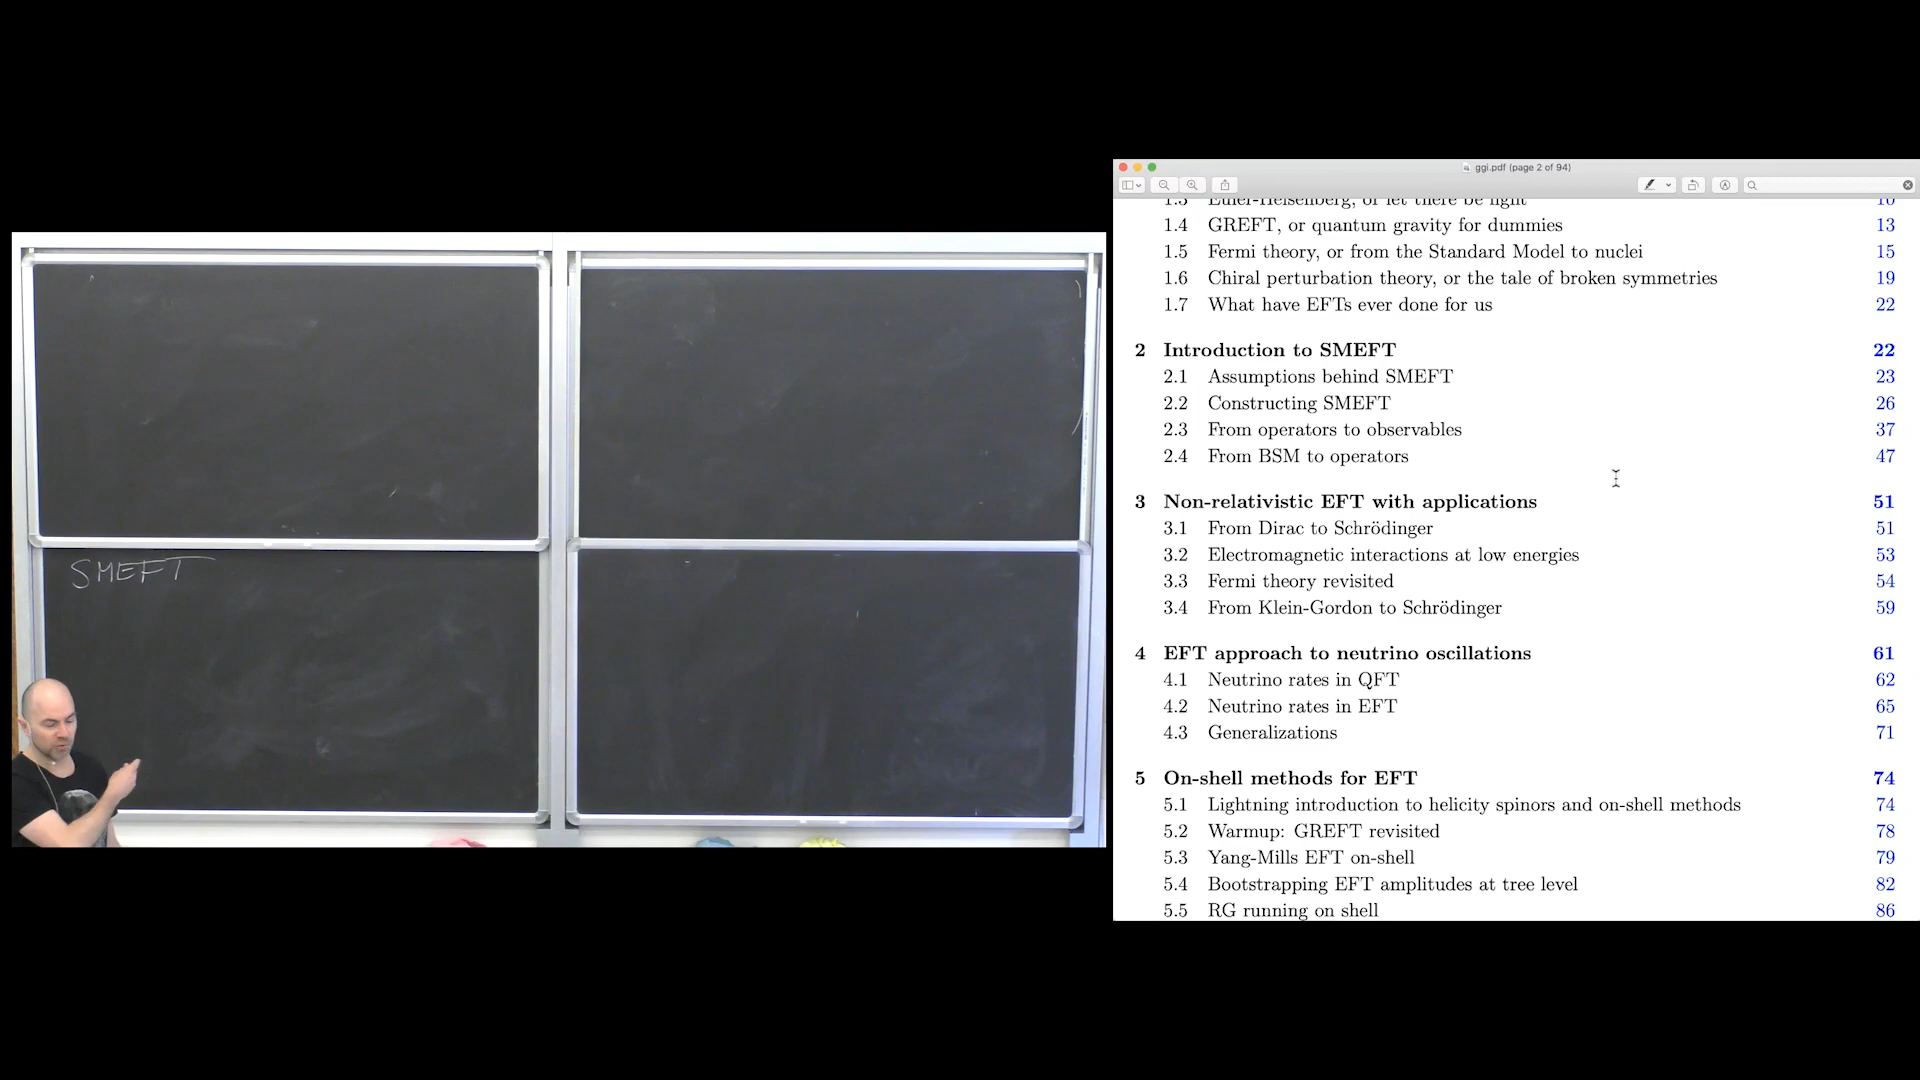 SMEFT
ggi.pdf (page 2 of 94)
1.3 Euler-Heisenberg, or let there be light 10
1.4 GREFT, or quantum gravity for dummies 13
1.5 Fermi theory, or from the Standard Model to nuclei 15
1.6 Chiral perturbation theory, or the tale of broken symmetries 19
1.7 What have EFTs ever done for us 22
2 Introduction to SMEFT 22
2.1 Assumptions behind SMEFT 23
2.2 Constructing SMEFT 26
2.3 From operators to observables 37
2.4 From BSM to operators 47
3 Non-relativistic EFT with applications 51
3.1 From Dirac to Schrödinger 51
3.2 Electromagnetic interactions at low energies 53
3.3 Fermi theory revisited 54
3.4 From Klein-Gordon to Schrödinger 59
4 EFT approach to neutrino oscillations 61
4.1 Neutrino rates in QFT 62
4.2 Neutrino rates in EFT 65
4.3 Generalizations 71
5 On-shell methods for EFT 74
5.1 Lightning introduction to helicity spinors and on-shell methods 74
5.2 Warmup: GREFT revisited 78
5.3 Yang-Mills EFT on-shell 79
5.4 Bootstrapping EFT amplitudes at tree level 82
5.5 RG running on shell 86